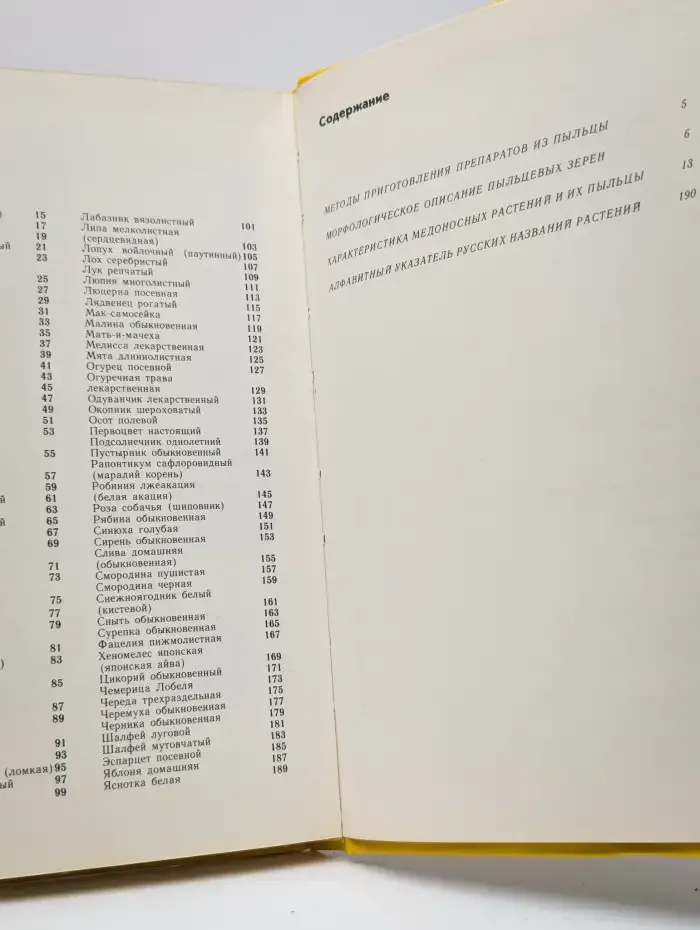 15
17
19
21
23
25
27
29
31
33
35
37
39
41
43
45
47
49
51
53
55
57
59
61
63
65
67
69
71
73
75
77
79
81
83
85
87
89
91
93
(ломкая) 95
97
99
Лабазник вязолистный 101
Липа мелколистная
(сердцевидная) 103
Лопух войлочный (паутинный) 105
Лох серебристый 107
Лук репчатый 109
Люпин многолистный 111
Люцерна посевная 113
Лядвенец рогатый 115
Мак-самосейка 117
Малина обыкновенная 119
Мать-и-мачеха 121
Мелисса лекарственная 123
Мята длиннолистная 125
Огурец посевной 127
Огуречная трава
лекарственная 129
Одуванчик лекарственный 131
Окопник шероховатый 133
Осот полевой 135
Первоцвет настоящий 137
Подсолнечник однолетний 139
Пустырник обыкновенный 141
Рапонтикум сафлоровидный
(маралий корень) 143
Робиния лжеакация
(белая акация) 145
Роза собачья (шиповник) 147
Рябина обыкновенная 149
Синюха голубая 151
Сирень обыкновенная 153
Слива домашняя
(обыкновенная) 155
Смородина пушистая 157
Смородина черная 159
Снежноягодник белый
(кистевой) 161
Сныть обыкновенная 163
Сурепка обыкновенная 165
Фацелия пижмолистная 167
Хеномелес японская
(японская айва) 169
Цикорий обыкновенный 171
Чемерица Лобеля 173
Череда трехраздельная 175
Черемуха обыкновенная 177
Черника обыкновенная 179
Шалфей луговой 181
Шалфей мутовчатый 183
Эспарцет посевной 185
Яблоня домашняя 187
Яснотка белая 189
Содержание
МЕТОДЫ ПРИГОТОВЛЕНИЯ ПРЕПАРАТОВ ИЗ ПЫЛЬЦЫ 5
МОРФОЛОГИЧЕСКОЕ ОПИСАНИЕ ПЫЛЬЦЕВЫХ ЗЕРЕН 6
ХАРАКТЕРИСТИКА МЕДОНОСНЫХ РАСТЕНИЙ И ИХ ПЫЛЬЦЫ 13
АЛФАВИТНЫЙ УКАЗАТЕЛЬ РУССКИХ НАЗВАНИЙ РАСТЕНИЙ 190